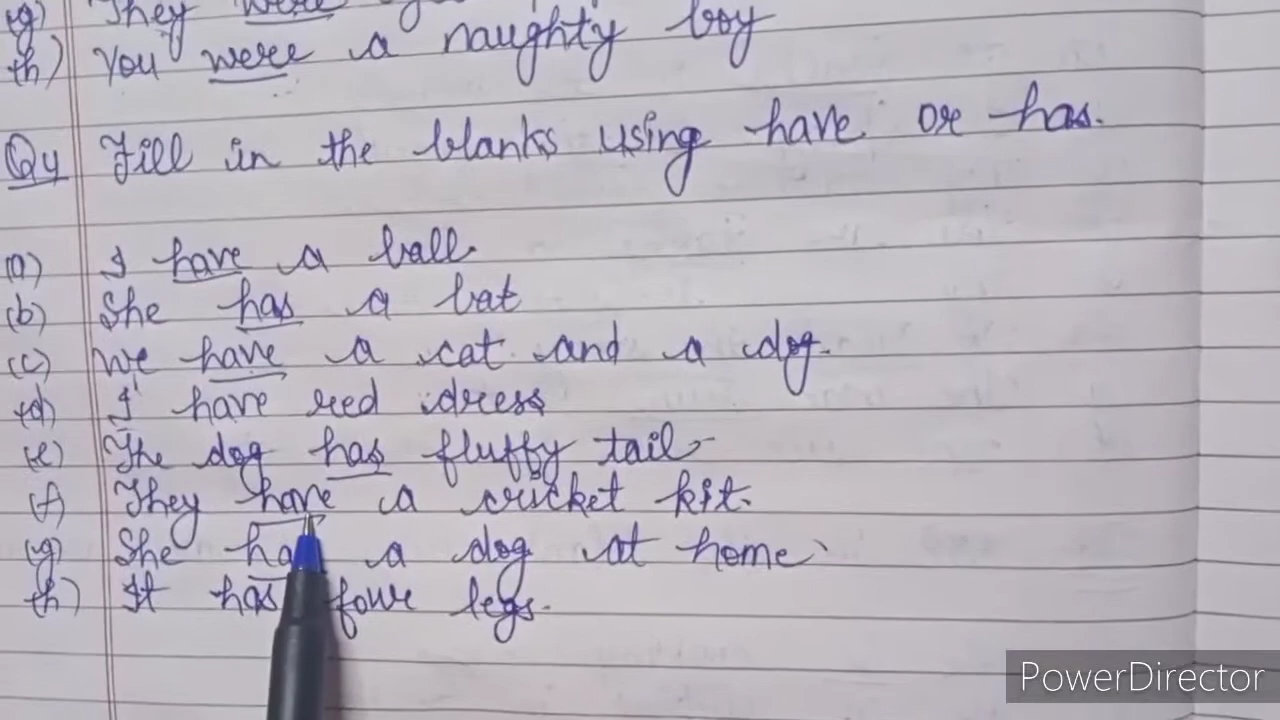 (g) They were
(h) You were a naughty boy
Q4 Fill in the blanks using have or has.
(a) I have a ball.
(b) She has a bat
(c) We have a cat and a dog.
(d) I have red dress
(e) The dog has fluffy tail
(f) They have a cricket kit.
(g) She has a dog at home
(h) It has four legs.
PowerDirector